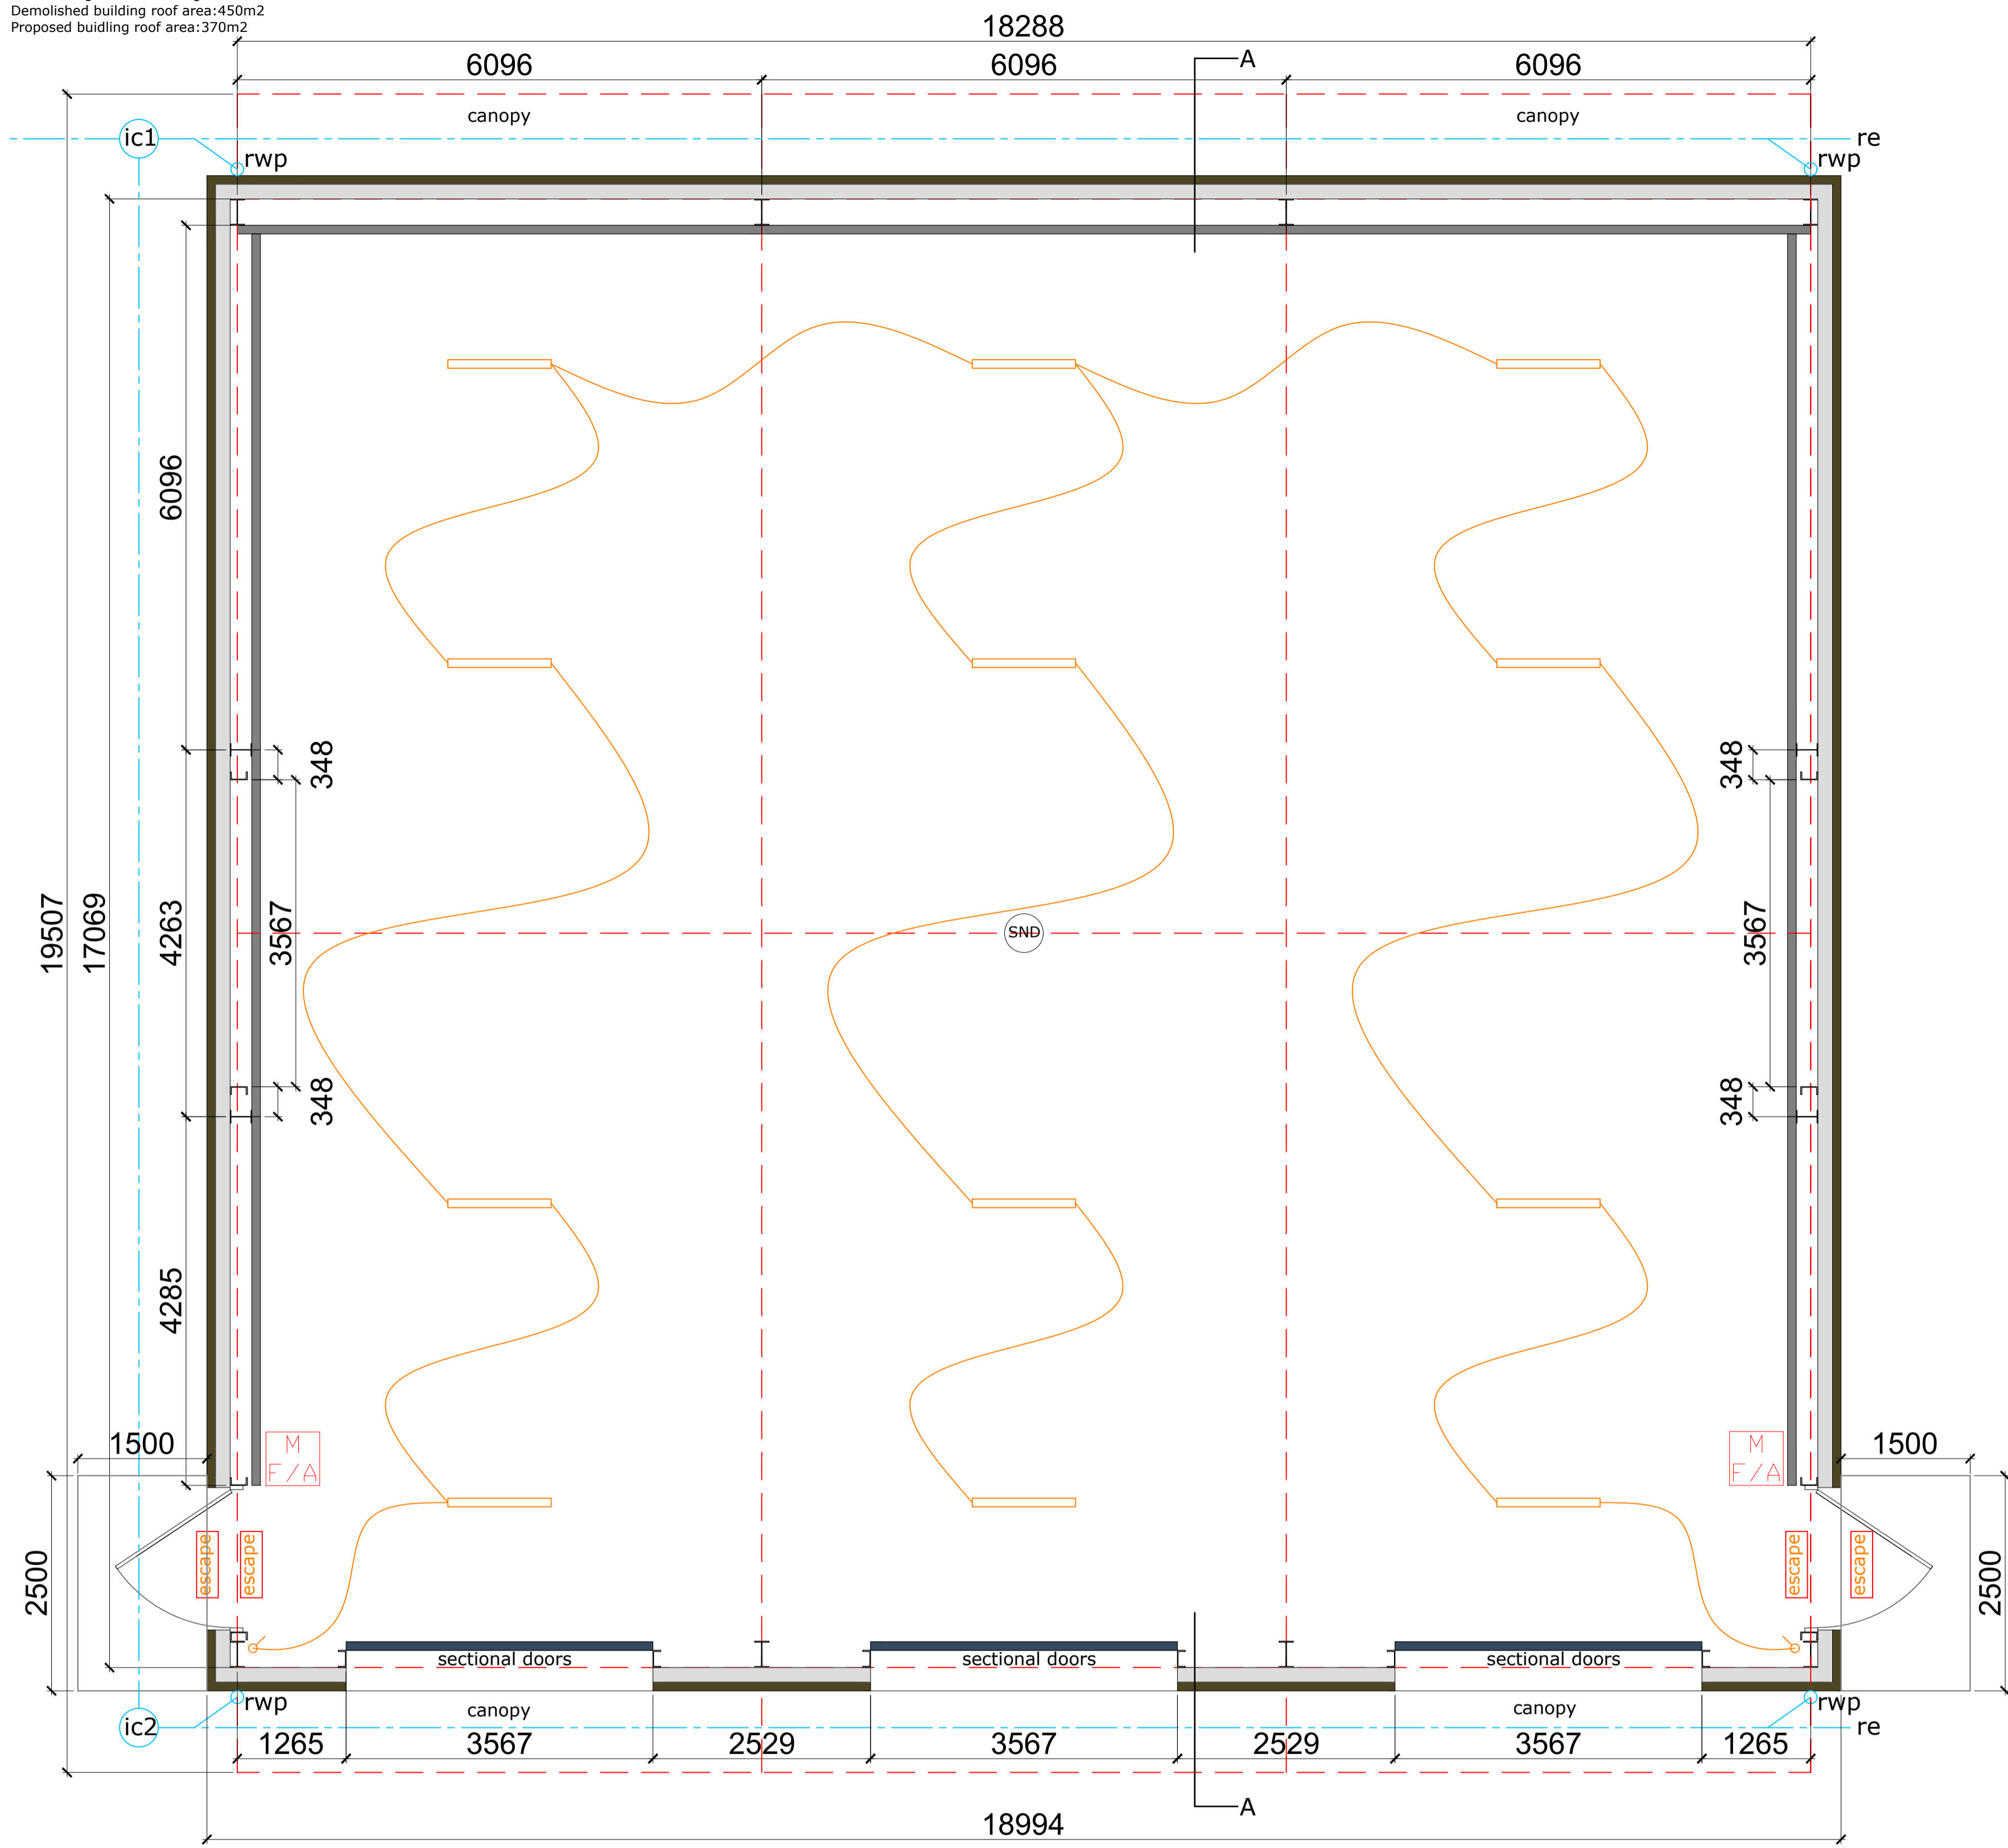 Demolished building roof area:450m2
Proposed buidling roof area:370m2
18288
6096
6096
6096
A
canopy
canopy
ic1
re
rwp
rwp
6096
348
348
19507
17069
4263
3567
SND
3567
348
348
4285
M
F/A
M
F/A
1500
1500
2500
escape
escape
escape
escape
2500
sectional doors
sectional doors
sectional doors
rwp
rwp
canopy
canopy
ic2
re
1265
3567
2529
3567
2529
3567
1265
A
18994